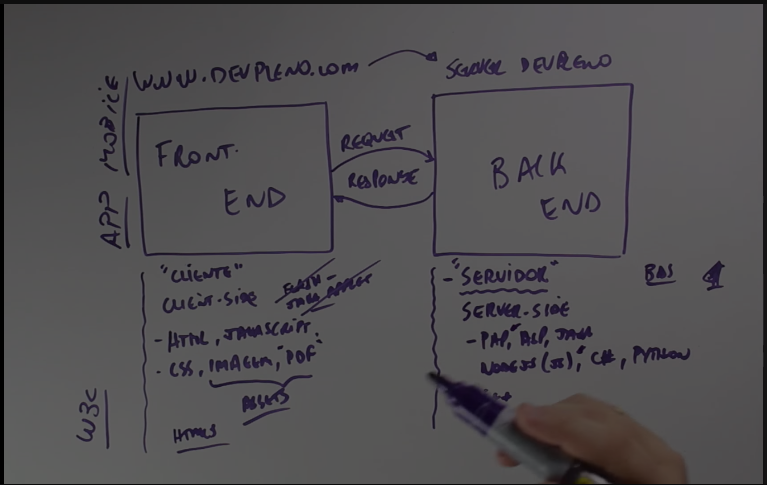 WWW.DEVPLENO.COM
SERVER DEVPLENO
APP MOBILE
FRONT.
END
REQUEST
RESPONSE
BACK
END
"CLIENTE"
CLIENT-SIDE
FLASH -
JAVA APPLET
- HTML, JAVASCRIPT
- CSS, IMAGEM, "PDF"
ASSETS
HTML5
W3C
- "SERVIDOR"
SERVER-SIDE
- PHP, ASP, JAVA
NODEJS (JS), C#, PYTHON